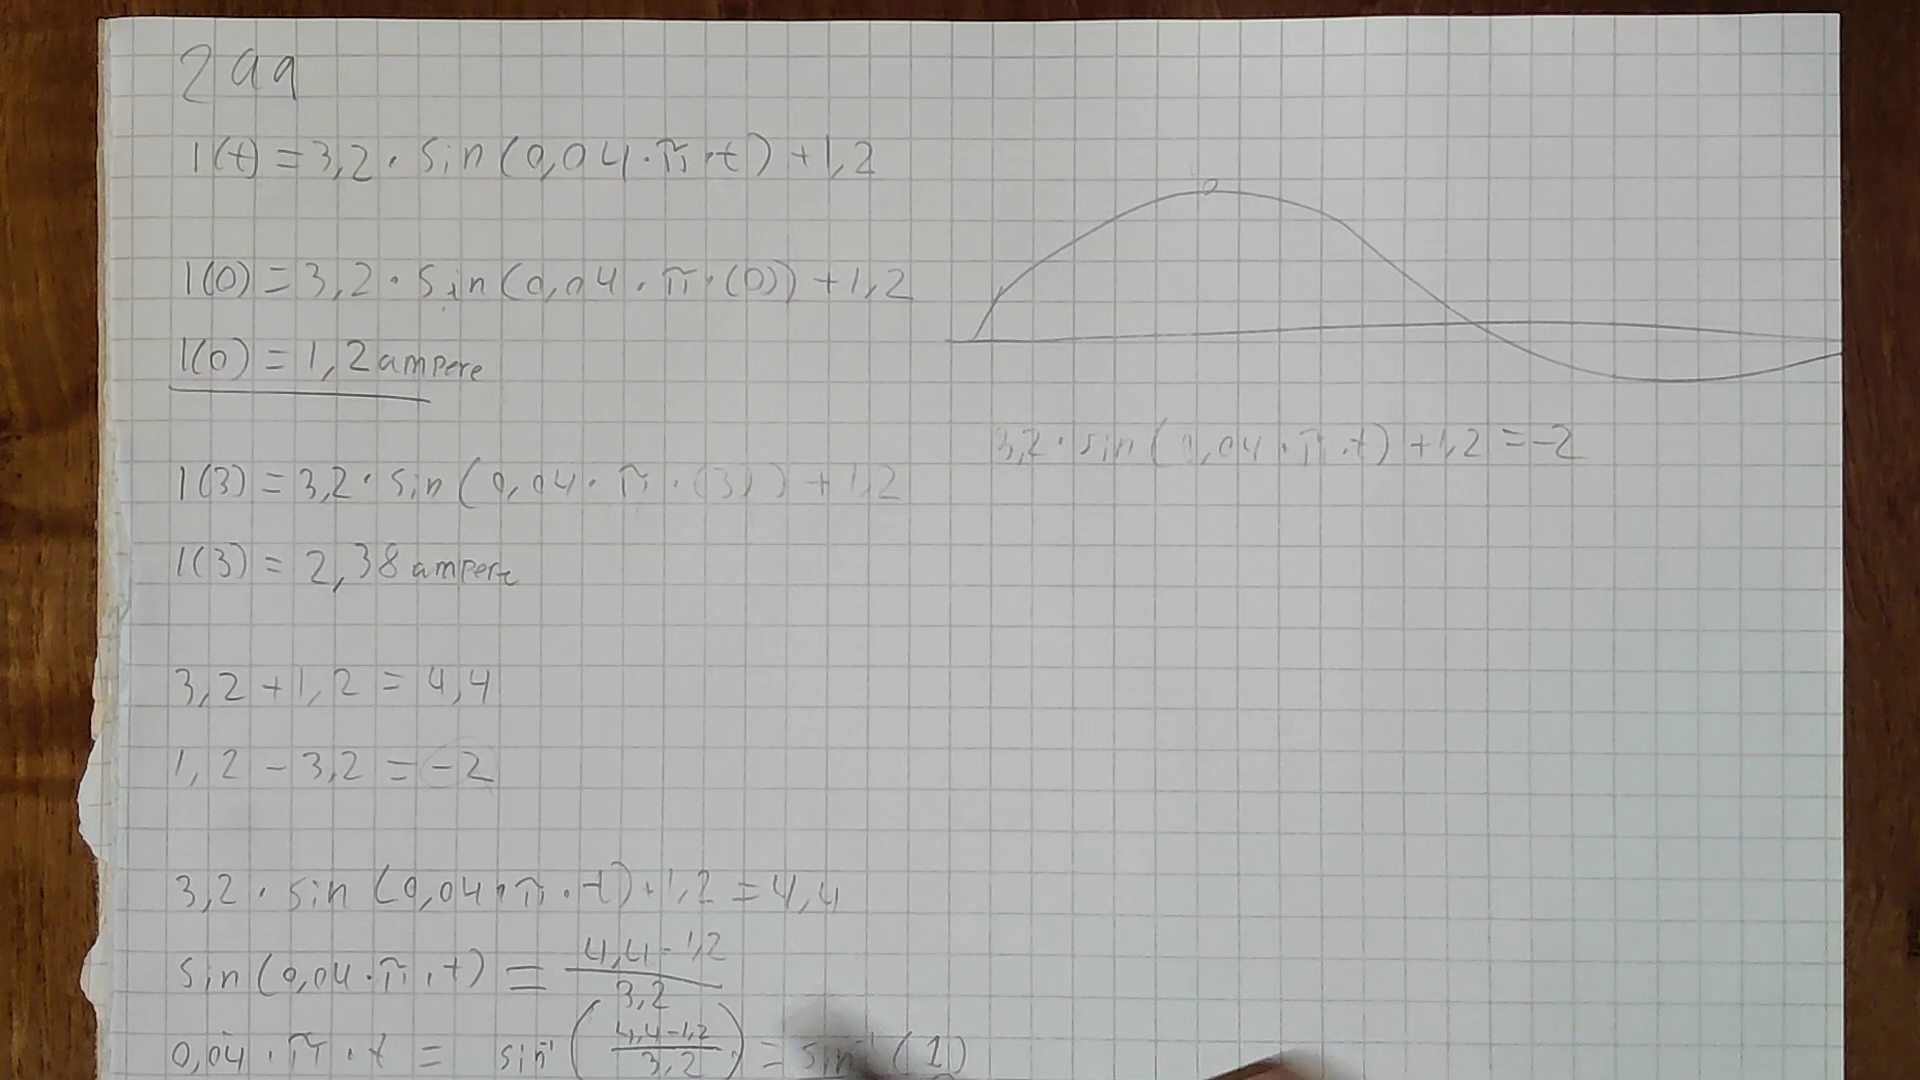 2aa
I(t) = 3,2 · sin(0,04 · π · t) + 1,2
I(0) = 3,2 · sin(0,04 · π · (0)) + 1,2
I(0) = 1,2 ampere
I(3) = 3,2 · sin(0,04 · π · (3)) + 1,2
I(3) = 2,38 ampere
3,2 + 1,2 = 4,4
1,2 - 3,2 = -2
3,2 · sin(0,04 · π · t) + 1,2 = 4,4
sin(0,04 · π · t) = (4,4 - 1,2)/3,2
0,04 · π · t = sin⁻¹((4,4 - 1,2)/3,2) = sin⁻¹(1)
3,2 · sin(0,04 · π · t) + 1,2 = -2